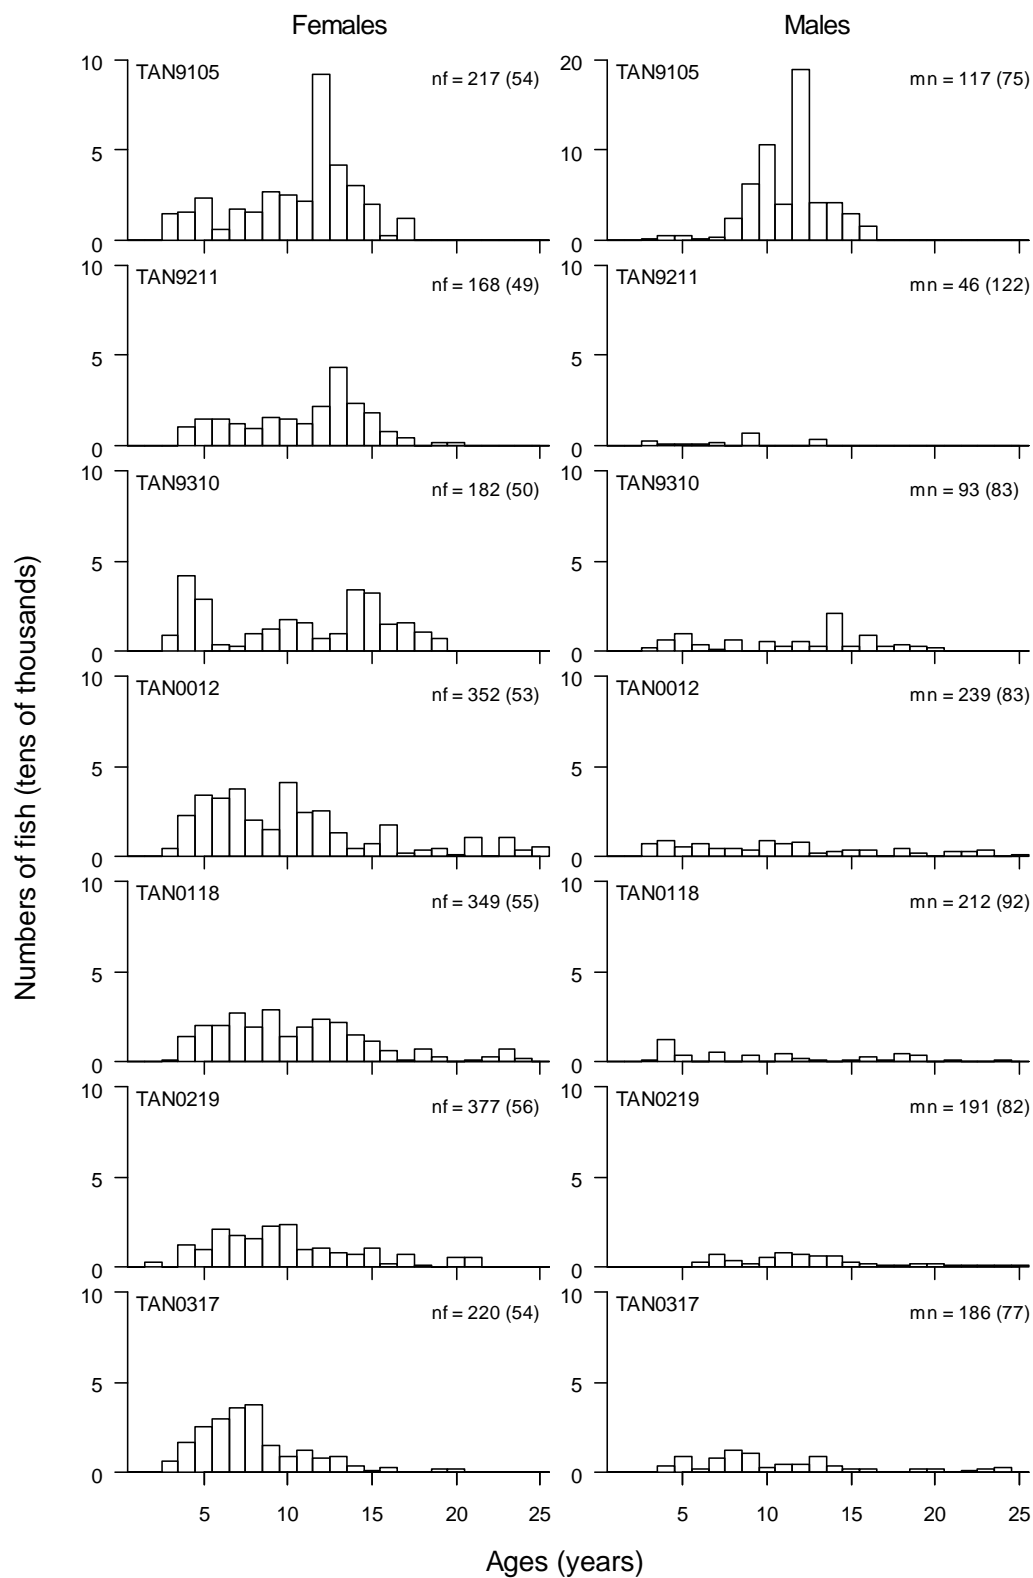 Females Males
TAN9105 nf = 217 (54) TAN9105 mn = 117 (75)
10 20
5 10
0 0
TAN9211 nf = 168 (49) TAN9211 mn = 46 (122)
10 10
5 5
0 0
TAN9310 nf = 182 (50) TAN9310 mn = 93 (83)
10 10
5 5
0 0
TAN0012 nf = 352 (53) TAN0012 mn = 239 (83)
10 10
5 5
0 0
TAN0118 nf = 349 (55) TAN0118 mn = 212 (92)
10 10
5 5
0 0
TAN0219 nf = 377 (56) TAN0219 mn = 191 (82)
10 10
5 5
0 0
TAN0317 nf = 220 (54) TAN0317 mn = 186 (77)
10 10
5 5
0 0
5 10 15 20 25 5 10 15 20 25
Numbers of fish (tens of thousands)
Ages (years)